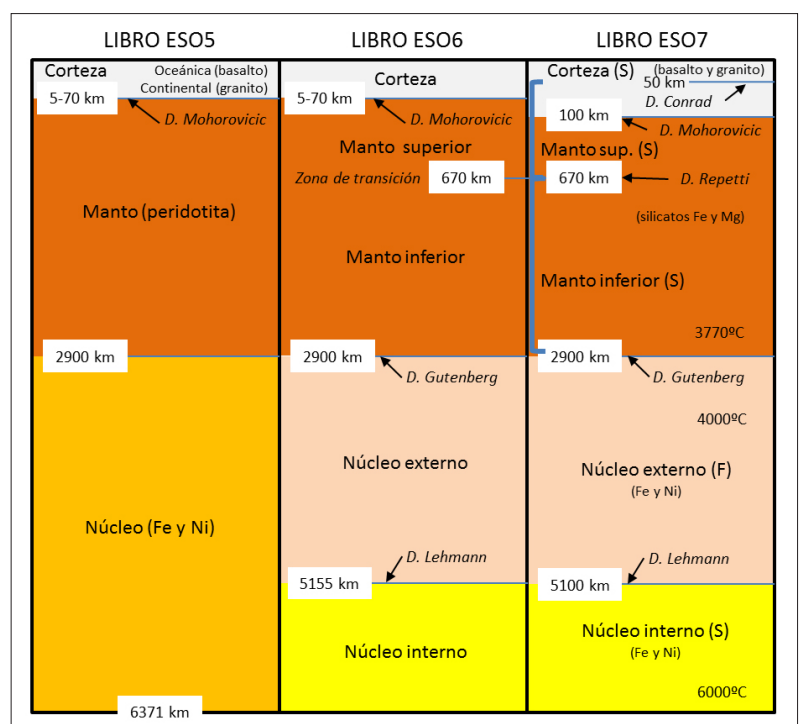 LIBRO ESO5
Corteza
Oceánica (basalto)
Continental (granito)
5-70 km
D. Mohorovicic
Manto (peridotita)
2900 km
Núcleo (Fe y Ni)
6371 km
LIBRO ESO6
Corteza
5-70 km
D. Mohorovicic
Manto superior
Zona de transición
670 km
Manto inferior
2900 km
D. Gutenberg
Núcleo externo
D. Lehmann
5155 km
Núcleo interno
LIBRO ESO7
Corteza (S)
(basalto y granito)
50 km
D. Conrad
100 km
D. Mohorovicic
Manto sup. (S)
670 km
D. Repetti
(silicatos Fe y Mg)
Manto inferior (S)
3770ºC
2900 km
D. Gutenberg
4000ºC
Núcleo externo (F)
(Fe y Ni)
D. Lehmann
5100 km
Núcleo interno (S)
(Fe y Ni)
6000ºC